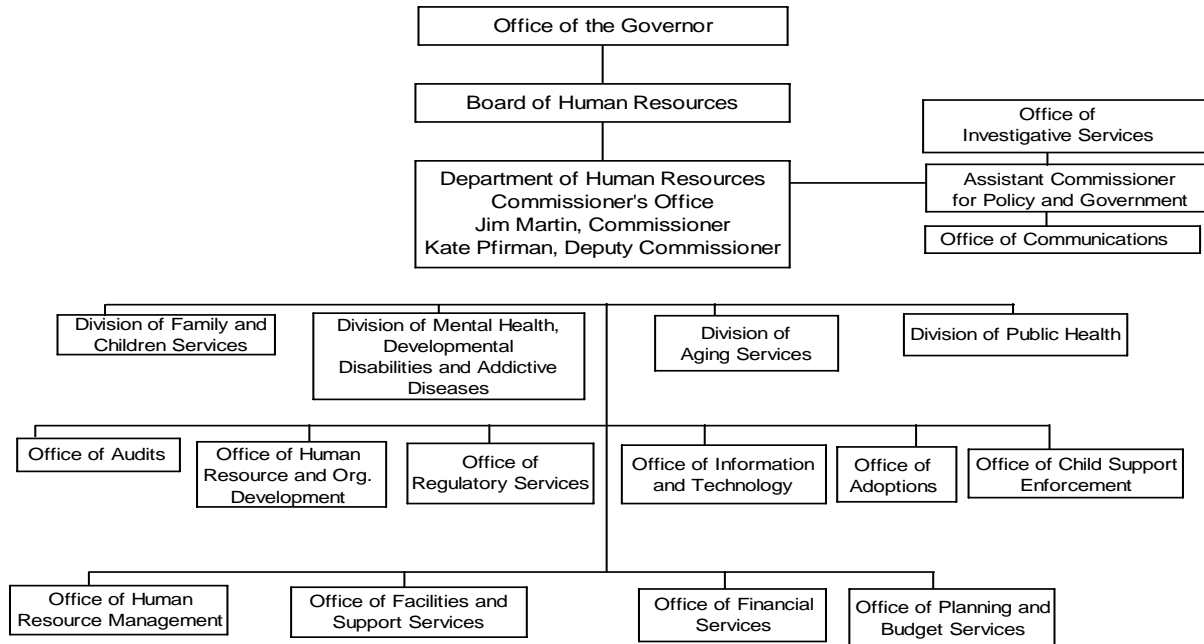 Office of the Governor
Board of Human Resources
Office of
Investigative Services
Department of Human Resources
Commissioner's Office
Jim Martin, Commissioner
Kate Pfirman, Deputy Commissioner
Assistant Commissioner
for Policy and Government
Office of Communications
Division of Family and
Children Services
Division of Mental Health,
Developmental
Disabilities and Addictive
Diseases
Division of
Aging Services
Division of Public Health
Office of Audits
Office of Human
Resource and Org.
Development
Office of
Regulatory Services
Office of Information
and Technology
Office of
Adoptions
Office of Child Support
Enforcement
Office of Human
Resource Management
Office of Facilities and
Support Services
Office of Financial
Services
Office of Planning and
Budget Services